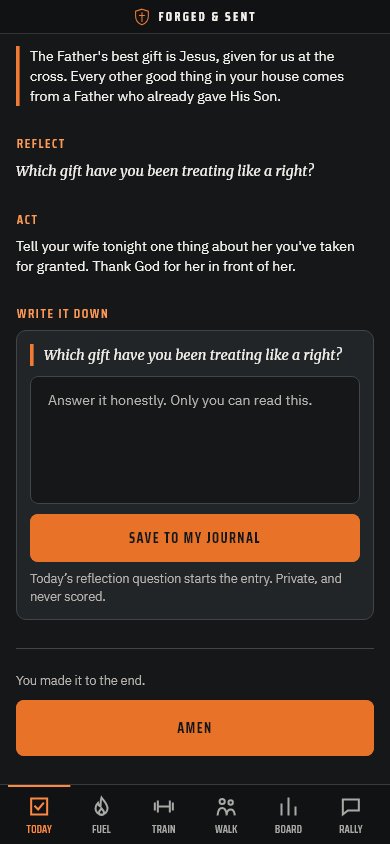 FORGED & SENT
The Father's best gift is Jesus, given for us at the
cross. Every other good thing in your house comes
from a Father who already gave His Son.
REFLECT
Which gift have you been treating like a right?
ACT
Tell your wife tonight one thing about her you've taken
for granted. Thank God for her in front of her.
WRITE IT DOWN
Which gift have you been treating like a right?
Answer it honestly. Only you can read this.
SAVE TO MY JOURNAL
Today's reflection question starts the entry. Private, and
never scored.
You made it to the end.
AMEN
TODAY FUEL TRAIN WALK BOARD RALLY